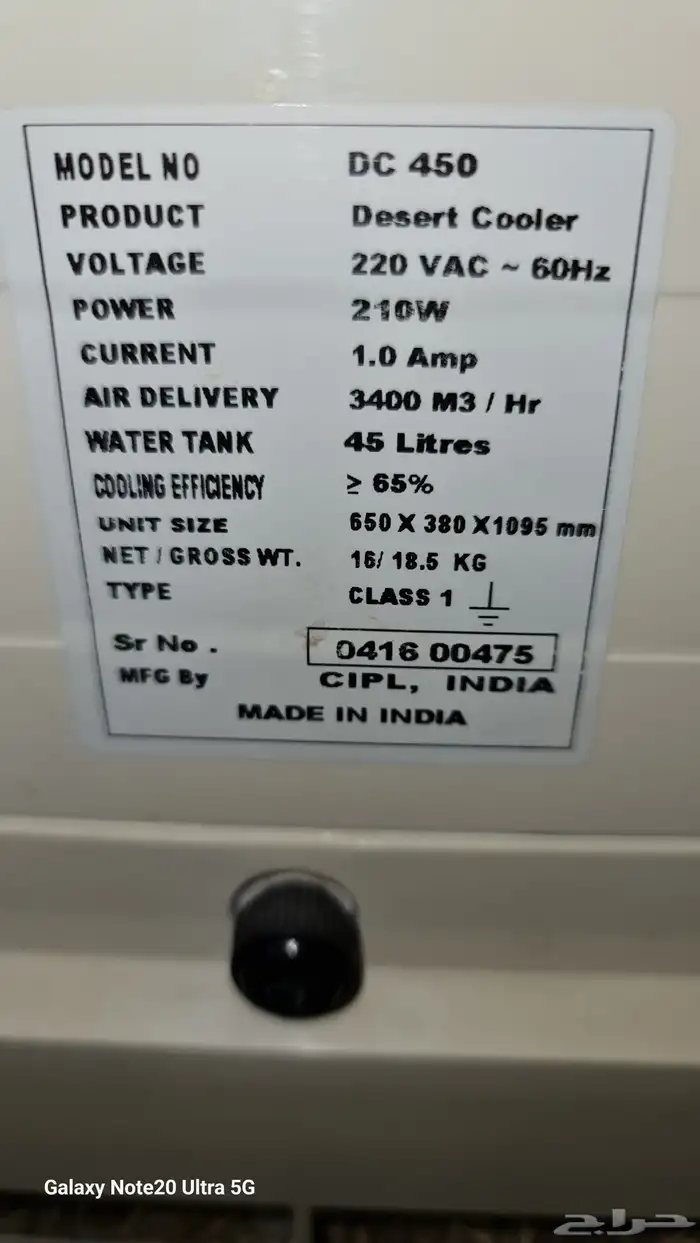 MODEL NO DC 450
PRODUCT Desert Cooler
VOLTAGE 220 VAC ~ 60Hz
POWER 210W
CURRENT 1.0 Amp
AIR DELIVERY 3400 M3 / Hr
WATER TANK 45 Litres
COOLING EFFICIENCY ≥ 65%
UNIT SIZE 650 X 380 X1095 mm
NET / GROSS WT. 16/ 18.5 KG
TYPE CLASS 1
Sr No . 0416 00475
MFG By CIPL, INDIA
MADE IN INDIA
Galaxy Note20 Ultra 5G
حراج